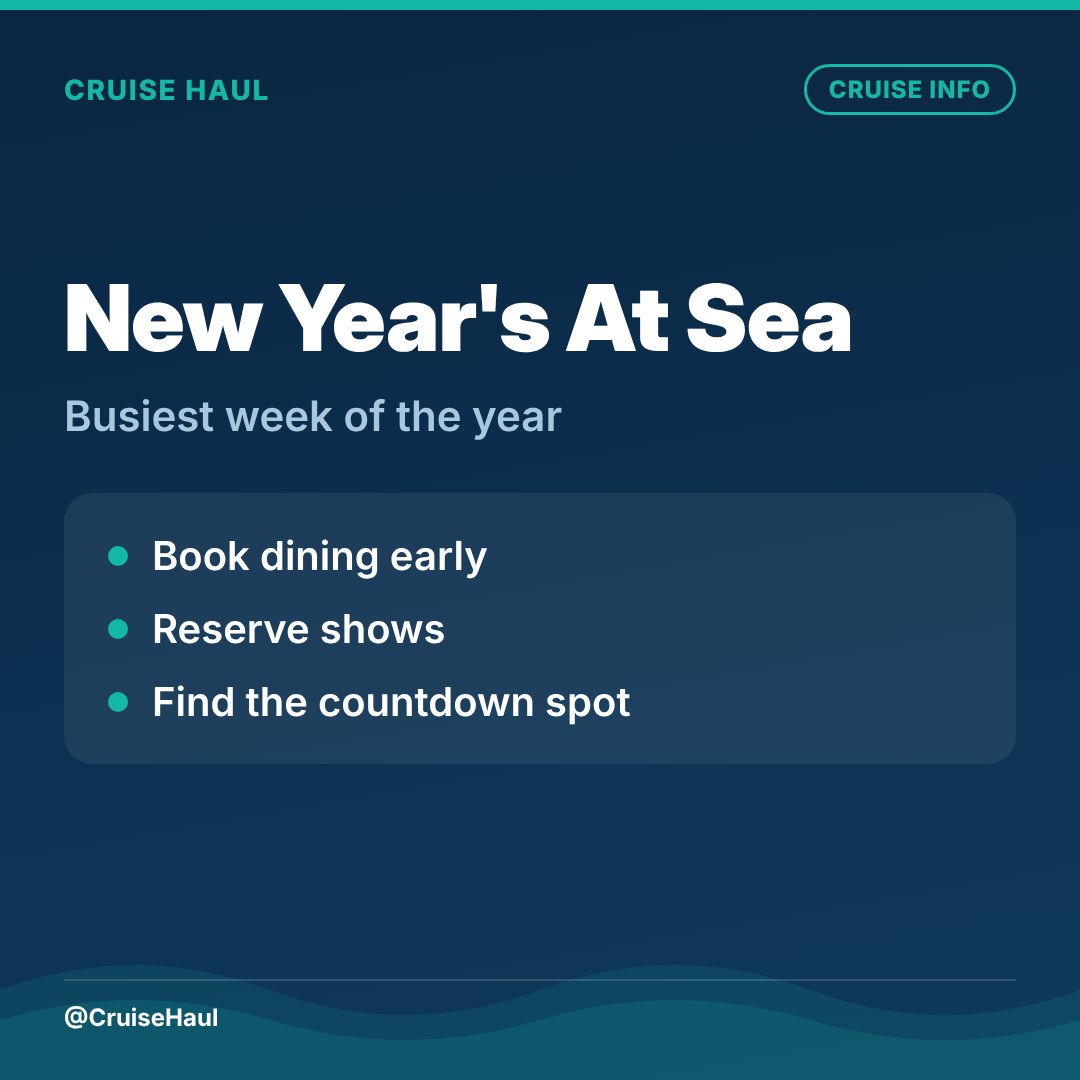 CRUISE HAUL
CRUISE INFO
New Year's At Sea
Busiest week of the year
Book dining early
Reserve shows
Find the countdown spot
@CruiseHaul